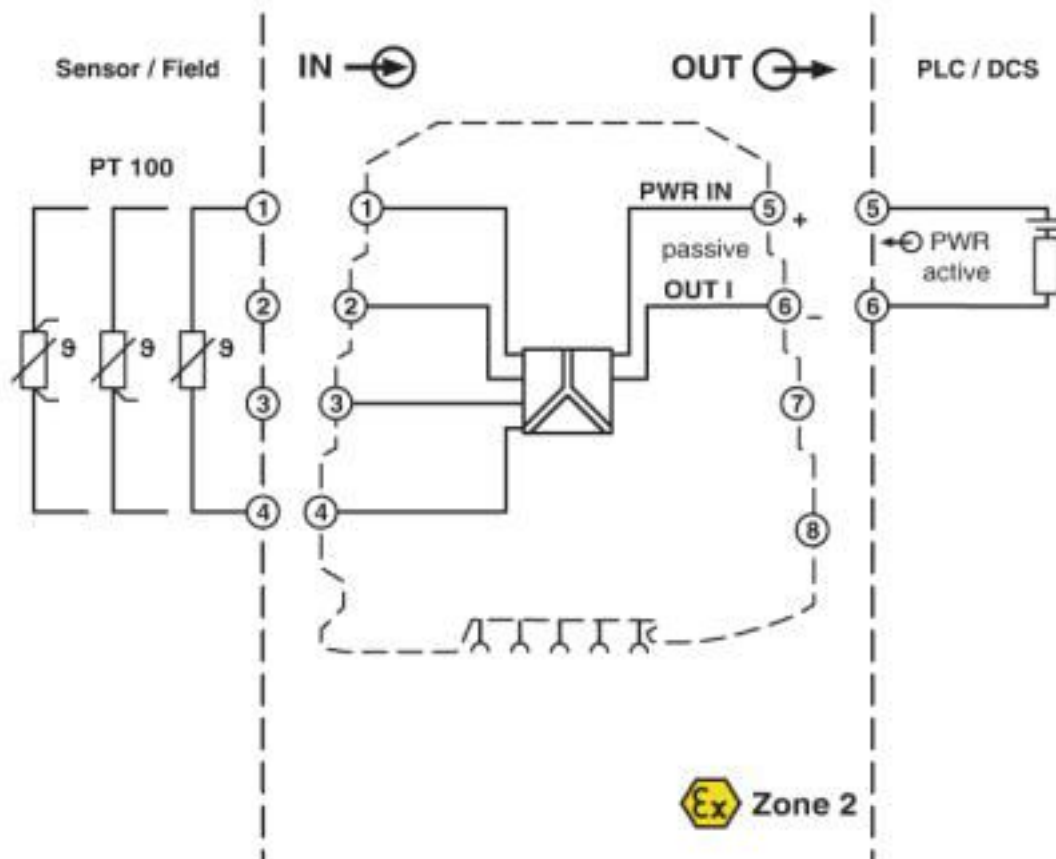 Sensor / Field
IN
OUT
PLC / DCS
PT 100
1
2
3
4
ϑ
ϑ
ϑ
1
2
3
4
PWR IN
passive
OUT I
5
+
6
–
7
8
5
PWR
active
6
Ex
Zone 2